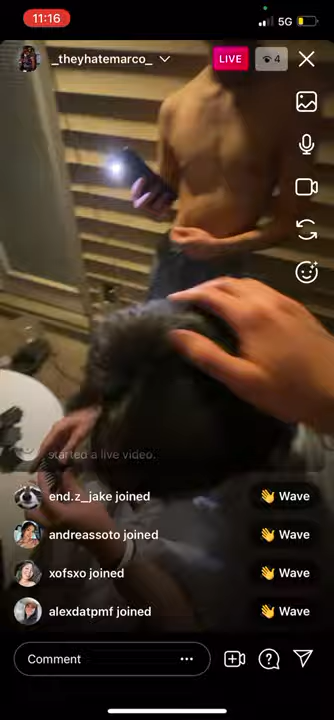 11:16
5G
_theyhatemarco_
LIVE
4
started a live video.
end.z_jake joined
Wave
andreassoto joined
Wave
xofsxo joined
Wave
alexdatpmf joined
Wave
Comment